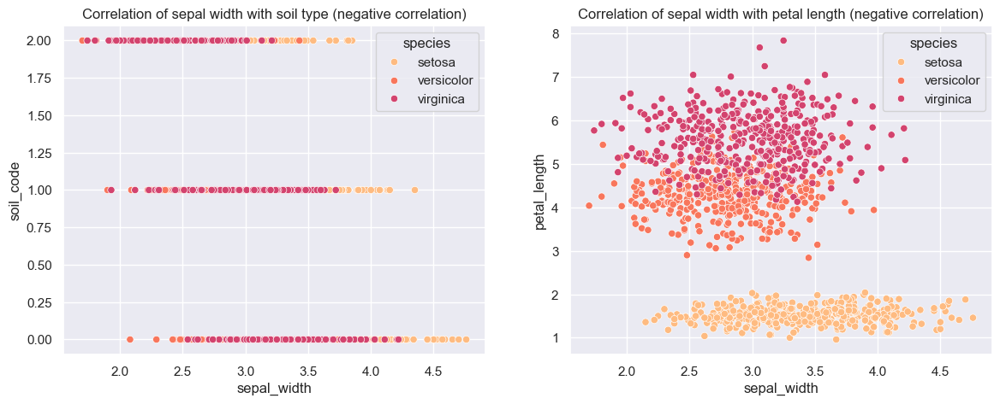 Correlation of sepal width with soil type (negative correlation)
2.00
1.75
1.50
1.25
1.00
0.75
0.50
0.25
0.00
soil_code
species
setosa
versicolor
virginica
2.0 2.5 3.0 3.5 4.0 4.5
sepal_width
Correlation of sepal width with petal length (negative correlation)
8
7
6
5
4
3
2
1
petal_length
species
setosa
versicolor
virginica
2.0 2.5 3.0 3.5 4.0 4.5
sepal_width